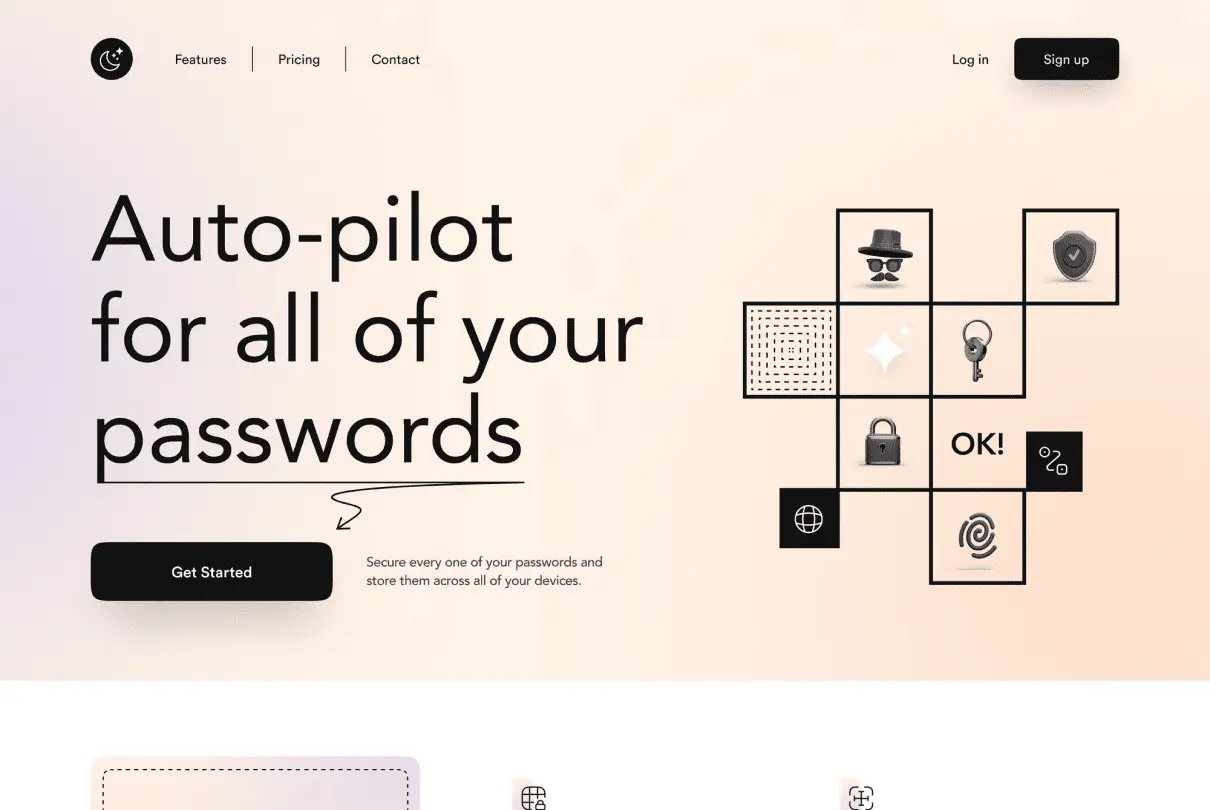 Features
Pricing
Contact
Log in
Sign up
Auto-pilot
for all of your
passwords
Get Started
Secure every one of your passwords and
store them across all of your devices.
OK!